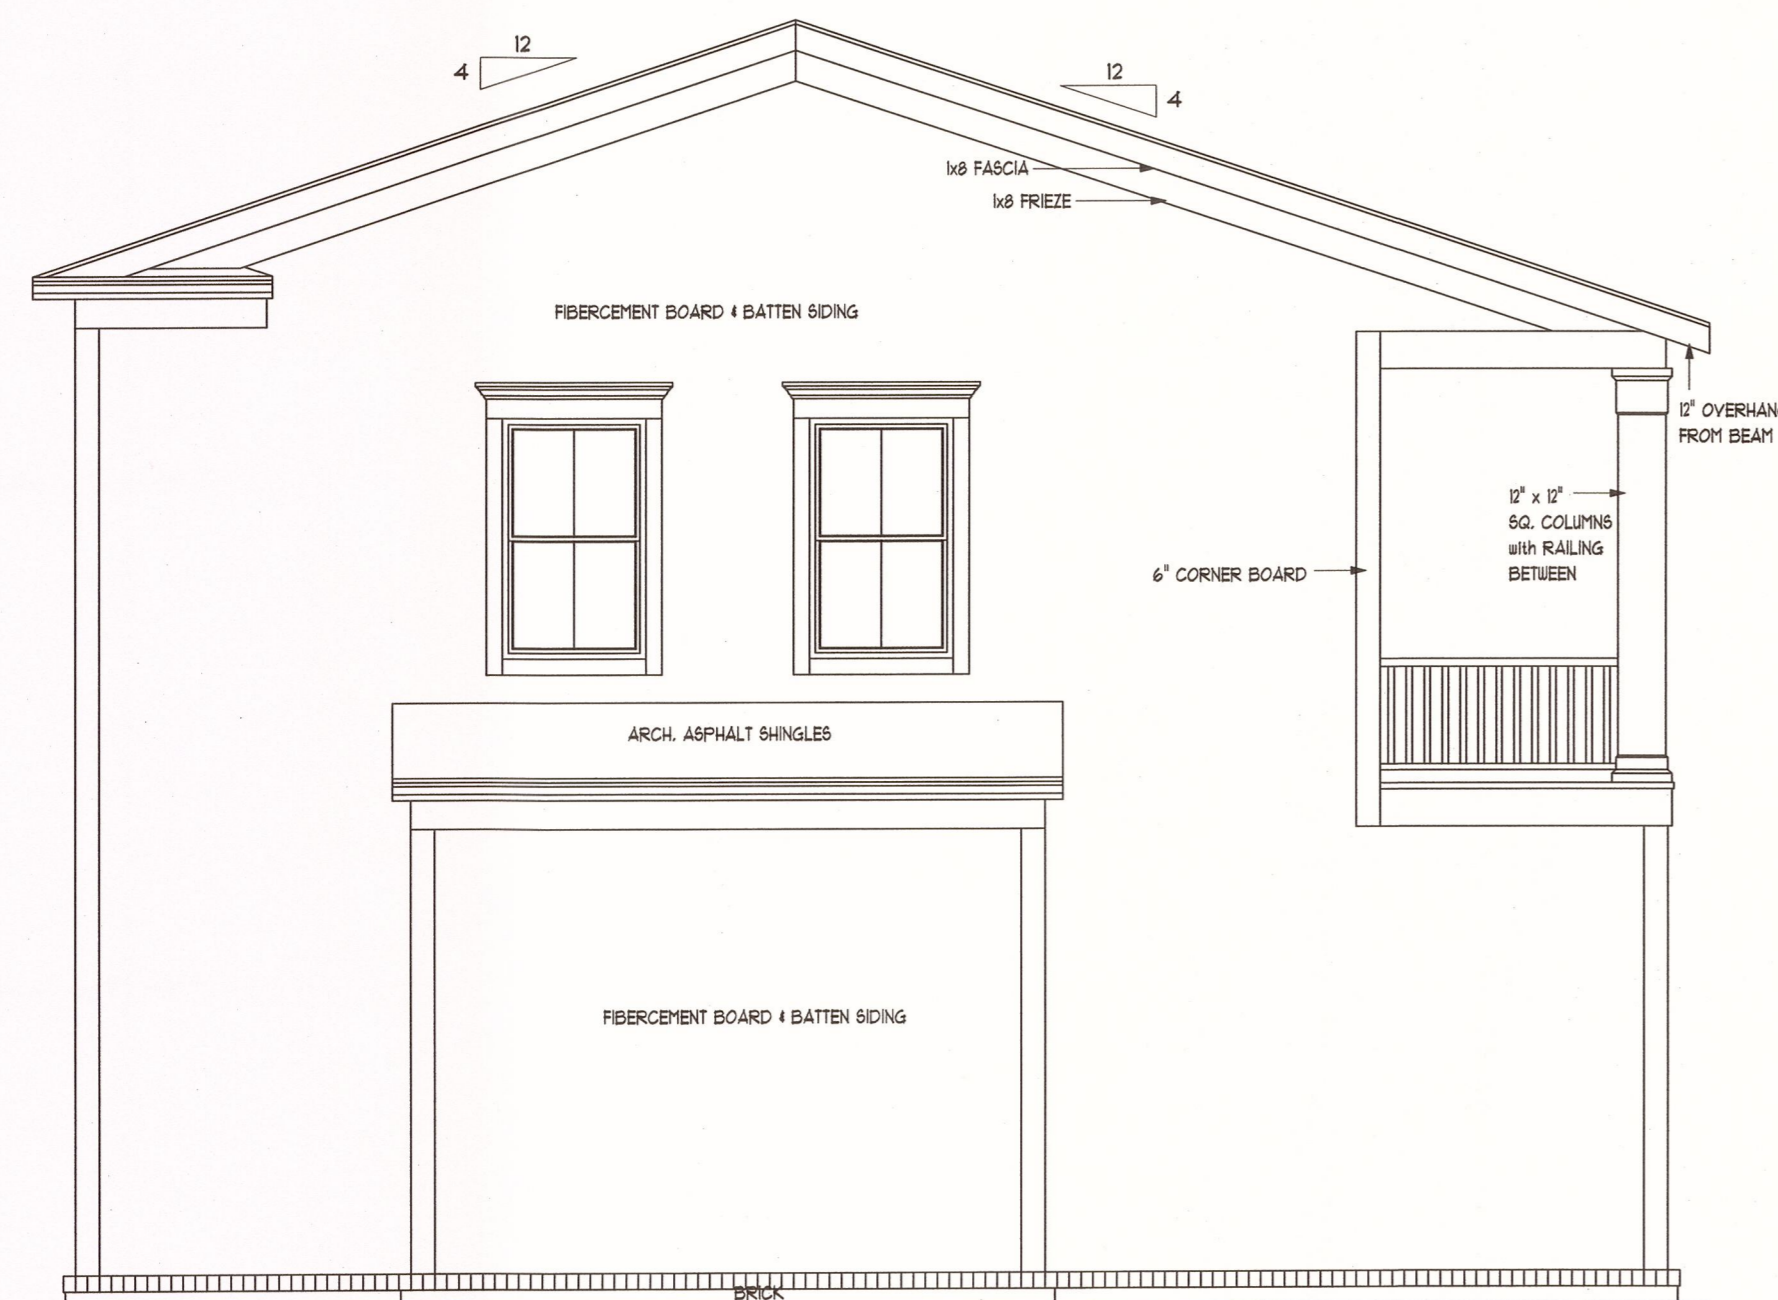 12
4
12
4
1x8 FASCIA
1x8 FRIEZE
FIBERCEMENT BOARD & BATTEN SIDING
12" OVERHAN
FROM BEAM
12" x 12"
SQ. COLUMNS
with RAILING
BETWEEN
6" CORNER BOARD
ARCH. ASPHALT SHINGLES
FIBERCEMENT BOARD & BATTEN SIDING
BRICK